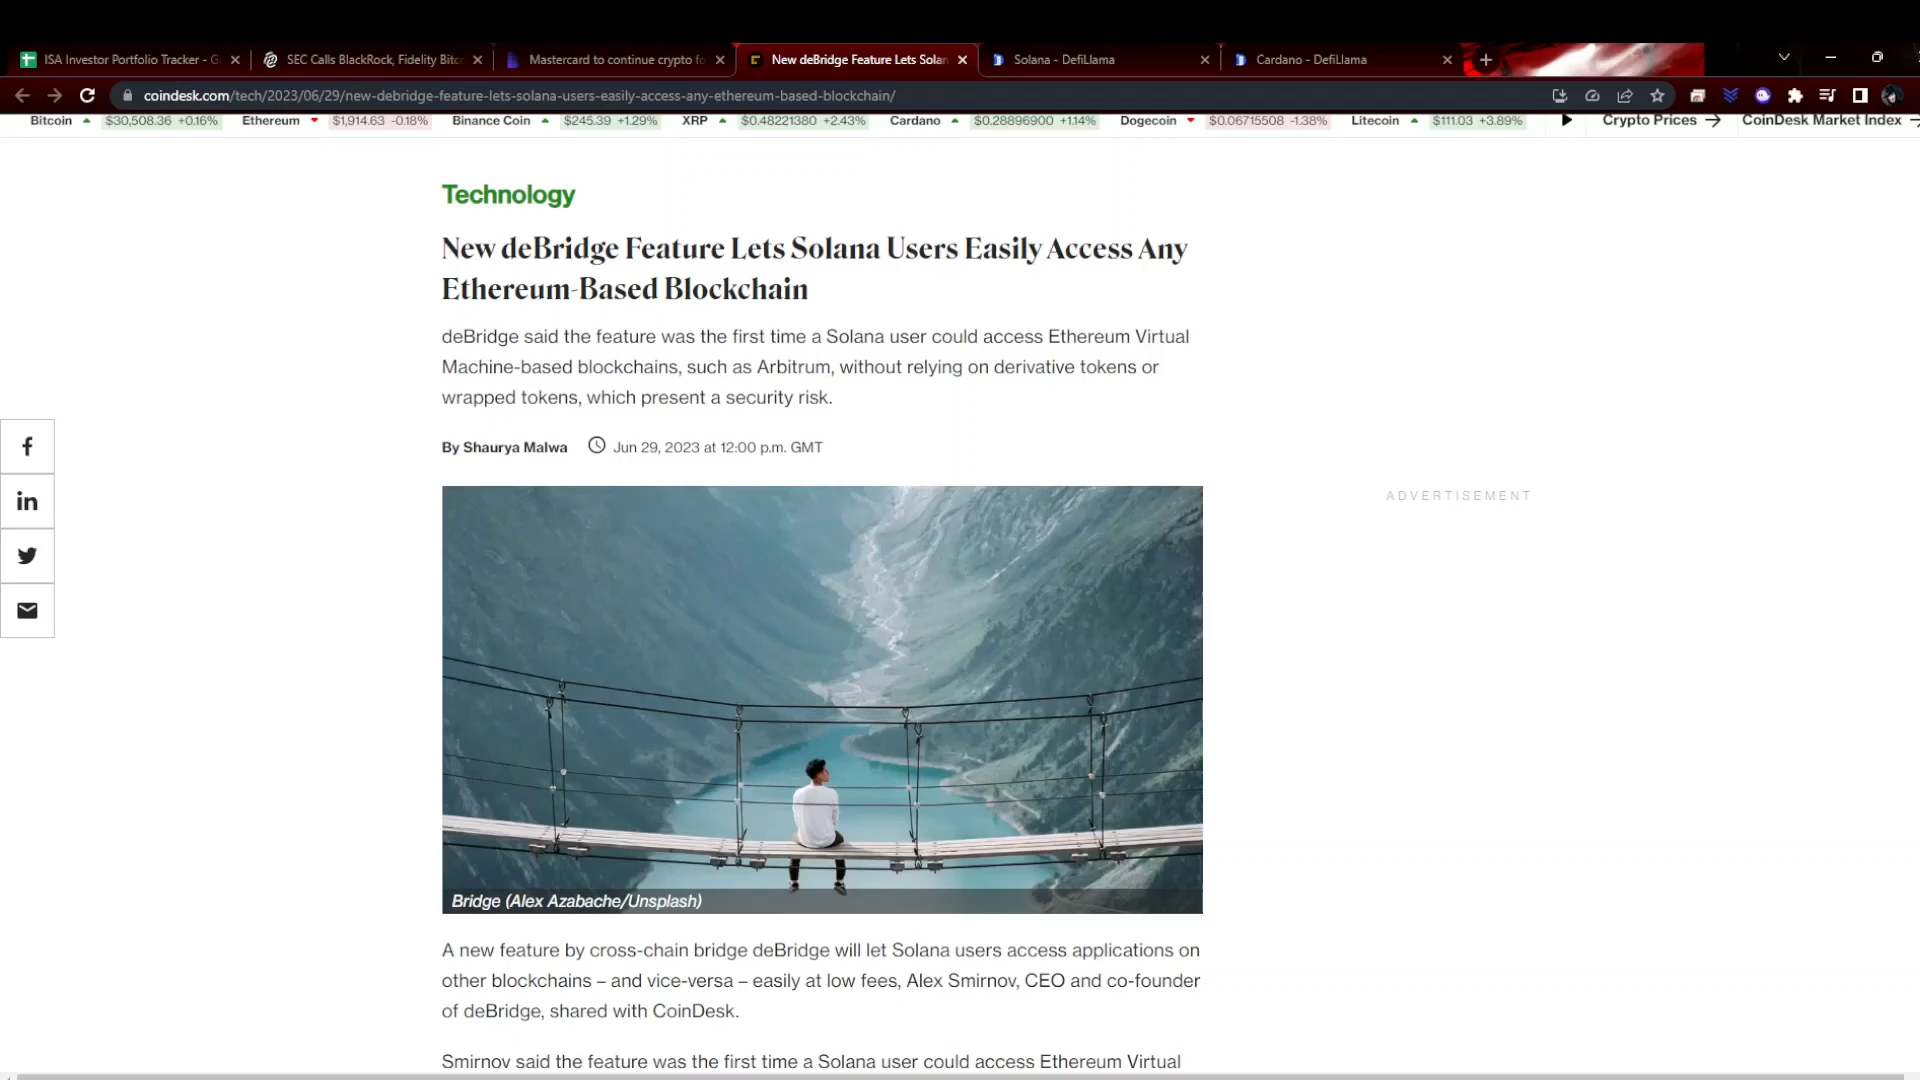 ISA Investor Portfolio Tracker - G
SEC Calls BlackRock, Fidelity Bitc
Mastercard to continue crypto fo
New deBridge Feature Lets Solan
Solana - DefiLlama
Cardano - DefiLlama
coindesk.com/tech/2023/06/29/new-debridge-feature-lets-solana-users-easily-access-any-ethereum-based-blockchain/
Bitcoin $30,508.36 +0.16% Ethereum $1,914.63 -0.18% Binance Coin $245.39 +1.29% XRP $0.48221380 +2.43% Cardano $0.28896900 +1.14% Dogecoin $0.06715508 -1.38% Litecoin $111.03 +3.89% Crypto Prices → CoinDesk Market Index
Technology
New deBridge Feature Lets Solana Users Easily Access Any
Ethereum-Based Blockchain
deBridge said the feature was the first time a Solana user could access Ethereum Virtual
Machine-based blockchains, such as Arbitrum, without relying on derivative tokens or
wrapped tokens, which present a security risk.
By Shaurya Malwa Jun 29, 2023 at 12:00 p.m. GMT
ADVERTISEMENT
Bridge (Alex Azabache/Unsplash)
A new feature by cross-chain bridge deBridge will let Solana users access applications on
other blockchains – and vice-versa – easily at low fees, Alex Smirnov, CEO and co-founder
of deBridge, shared with CoinDesk.
Smirnov said the feature was the first time a Solana user could access Ethereum Virtual